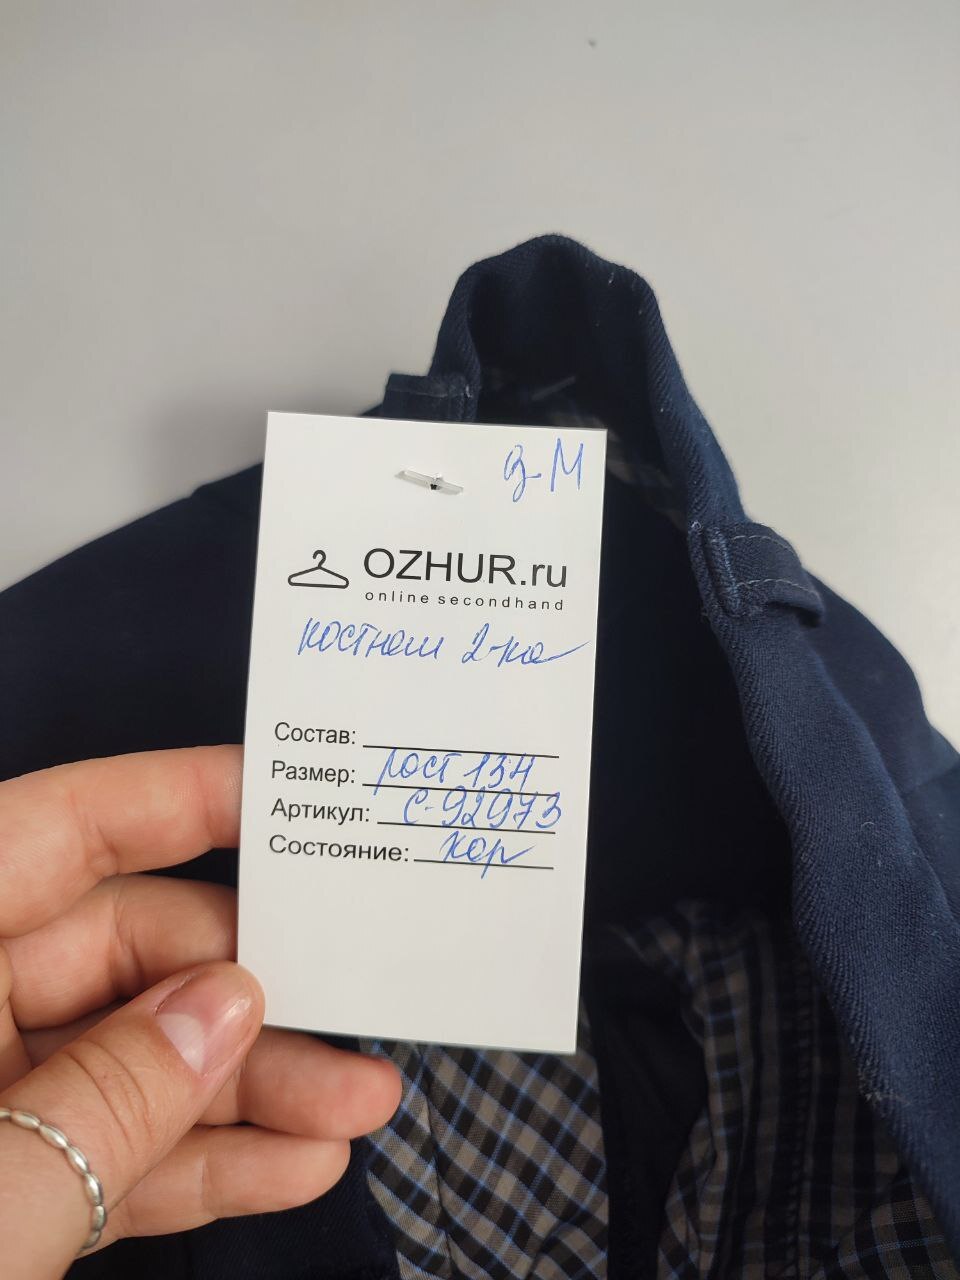 З-М
OZHUR.ru
online secondhand
костюм 2-ка
Состав:
Размер: рост 134
Артикул: С-92973
Состояние: хор